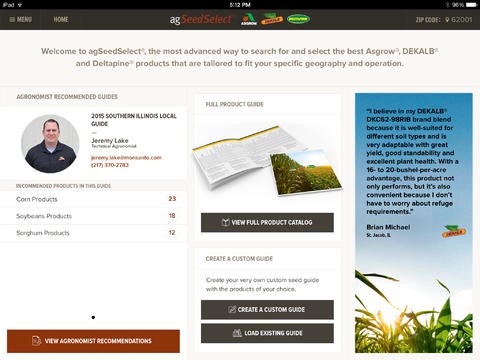 iPad
5:12 PM
96%
MENU
HOME
agSeedSelect
ASGROW
DEKALB
DELTAPINE
ZIP CODE: 62001
Welcome to agSeedSelect®, the most advanced way to search for and select the best Asgrow®, DEKALB®
and Deltapine® products that are tailored to fit your specific geography and operation.
AGRONOMIST RECOMMENDED GUIDES
2015 SOUTHERN ILLINOIS LOCAL
GUIDE
Jeremy Lake
Technical Agronomist
jeremy.lake@monsanto.com
(217) 370-2783
RECOMMENDED PRODUCTS IN THIS GUIDE
Corn Products 23
Soybeans Products 18
Sorghum Products 12
VIEW AGRONOMIST RECOMMENDATIONS
FULL PRODUCT GUIDE
VIEW FULL PRODUCT CATALOG
CREATE A CUSTOM GUIDE
Create your very own custom seed guide
with the products of your choice.
CREATE A CUSTOM GUIDE
LOAD EXISTING GUIDE
"I believe in my DEKALB®
DKC62-98RIB brand blend
because it is well-suited for
different soil types and is
very adaptable with great
yield, good standability and
excellent plant health. With a
16- to 20-bushel-per-acre
advantage, this product not
only performs, but it's also
convenient because I don't
have to worry about refuge
requirements."
Brian Michael
St. Jacob, IL
DEKALB